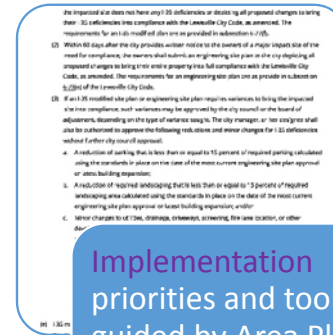 the impacted site does not have any I-35 deficiencies or detailing all proposed changes to bring
their I-35 deficiencies into compliance with the Lewisville City Code, as amended. The
requirements for an I-35 modified plan are as provided in subsection
(2) Within 60 days after the city provides written notice to the owners of a major impact site of the
need for compliance, the owners shall submit an engineering site plan to the city depicting all
proposed changes to bring their entire property into full compliance with the Lewisville City
Code, as amended. The requirements for an engineering site plan are as provide in subsection
of the Lewisville City Code.
(3) If an I-35 modified site plan or engineering site plan requires variances to bring the impacted
site into compliance, such variances may be approved by the city council or the board of
adjustment, depending on the type of variance sought. The city manager, or her designee shall
also be authorized to approve the following reductions and minor changes for I-35 deficiencies
without further city council approval:
a. A reduction of parking that is less than or equal to 15 percent of required parking calculated
using the standards in place on the date of the most current engineering site plan approval
or latest building expansion;
b. A reduction of required landscaping that is less than or equal to 15 percent of required
landscaping area calculated using the standards in place on the date of the most current
engineering site plan approval or latest building expansion; and/or
c. Minor changes to utilities, drainage, driveways, screening, fire lane location, or other
(e) I-35 m
Implementation
priorities and too
guided by Area Pl